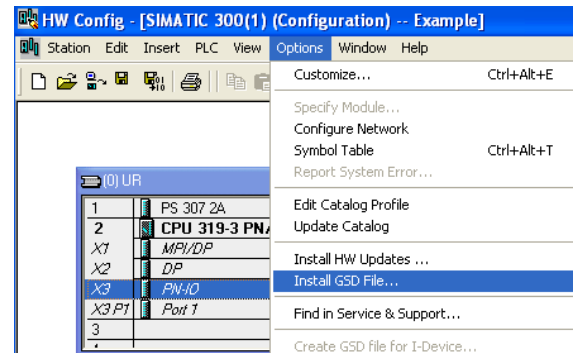 HW Config - [SIMATIC 300(1) (Configuration) -- Example]
Station Edit Insert PLC View Options Window Help
Customize... Ctrl+Alt+E
Specify Module...
Configure Network
Symbol Table Ctrl+Alt+T
Report System Error...
Edit Catalog Profile
Update Catalog
Install HW Updates ...
Install GSD File...
Find in Service & Support...
Create GSD file for I-Device...
(0) UR
1 PS 307 2A
2 CPU 319-3 PN/
X1 MPI/DP
X2 DP
X3 PN-IO
X3 P1 Port 1
3